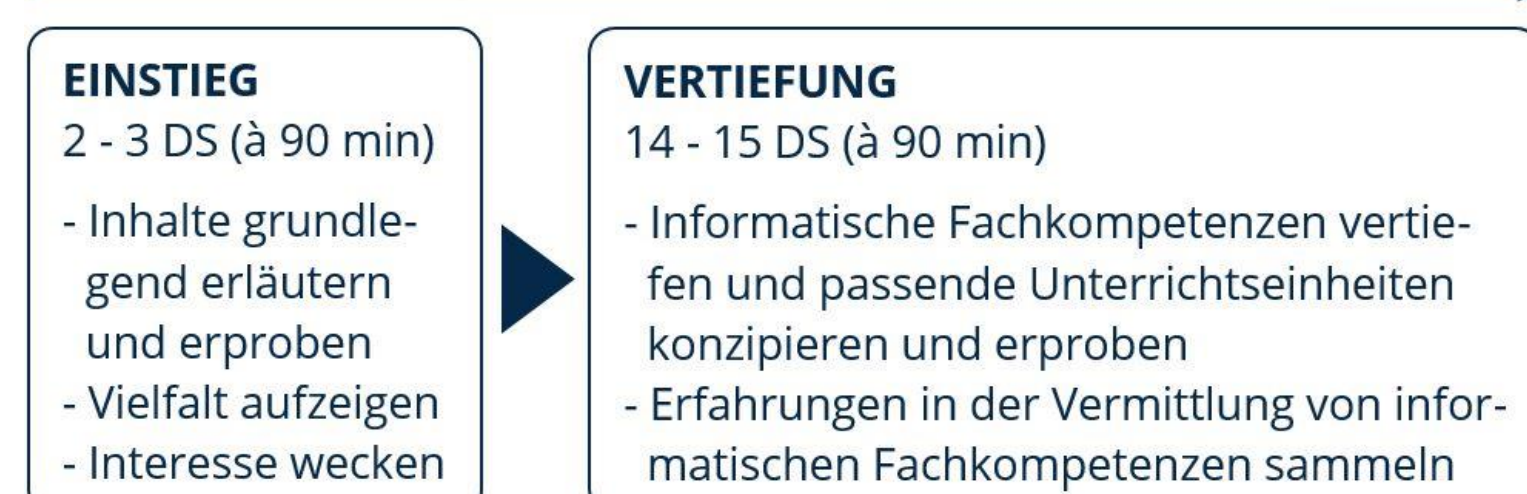 EINSTIEG
2 - 3 DS (à 90 min)
- Inhalte grundle-
gend erläutern
und erproben
- Vielfalt aufzeigen
- Interesse wecken
VERTIEFUNG
14 - 15 DS (à 90 min)
- Informatische Fachkompetenzen vertie-
fen und passende Unterrichtseinheiten
konzipieren und erproben
- Erfahrungen in der Vermittlung von infor-
matischen Fachkompetenzen sammeln